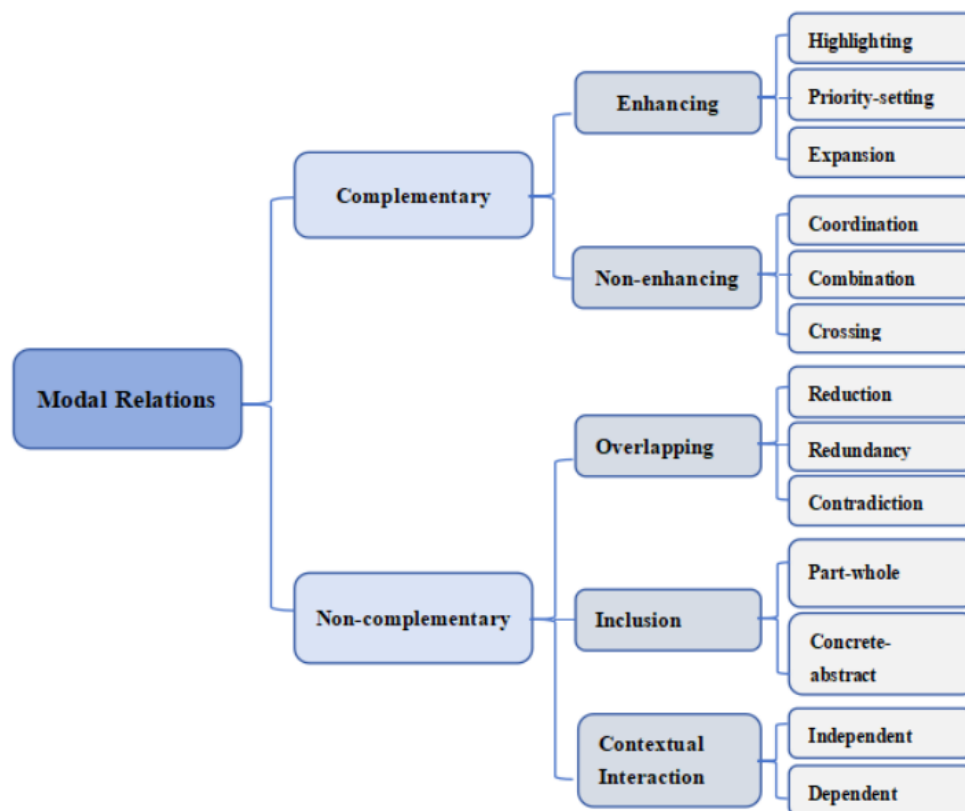 Modal Relations
Complementary
Enhancing
Highlighting
Priority-setting
Expansion
Non-enhancing
Coordination
Combination
Crossing
Non-complementary
Overlapping
Reduction
Redundancy
Contradiction
Inclusion
Part-whole
Concrete-
abstract
Contextual
Interaction
Independent
Dependent